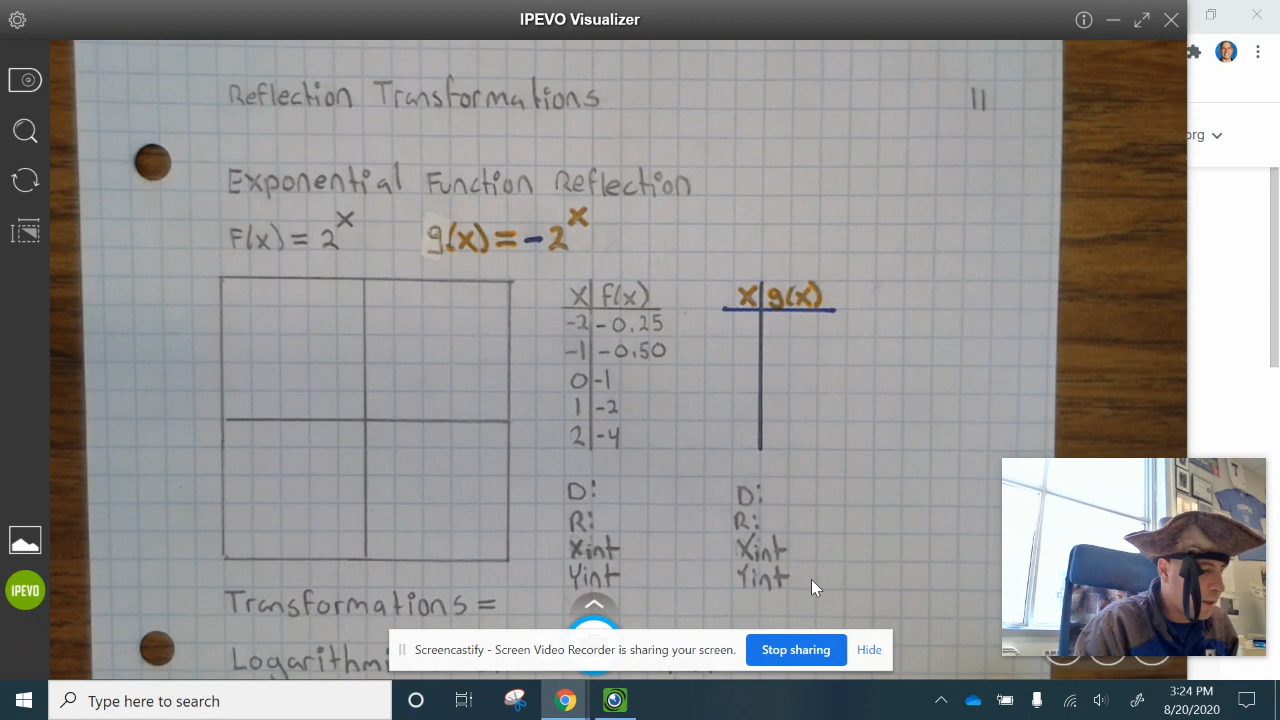 IPEVO Visualizer
Reflection Transformations 11
Exponential Function Reflection
org
F(x) = 2^x g(x) = -2^x
x f(x) x g(x)
-2 -0.25
-1 -0.50
0 -1
1 -2
2 -4
D: D:
R: R:
Xint Xint
Yint Yint
IPEVO
Transformations =
Screencastify - Screen Video Recorder is sharing your screen. Stop sharing Hide
Type here to search
3:24 PM
8/20/2020